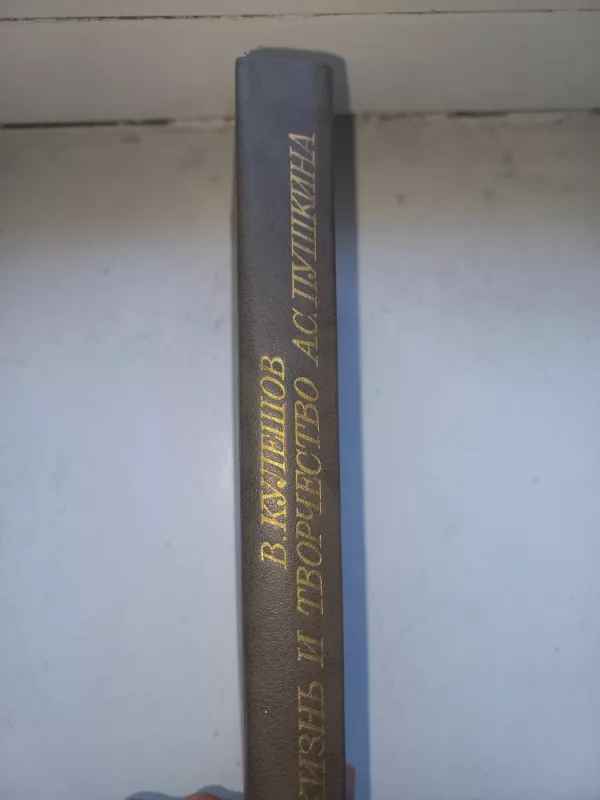 В. КУЛЕШОВ
ЖИЗНЬ И ТВОРЧЕСТВО А.С. ПУШКИНА